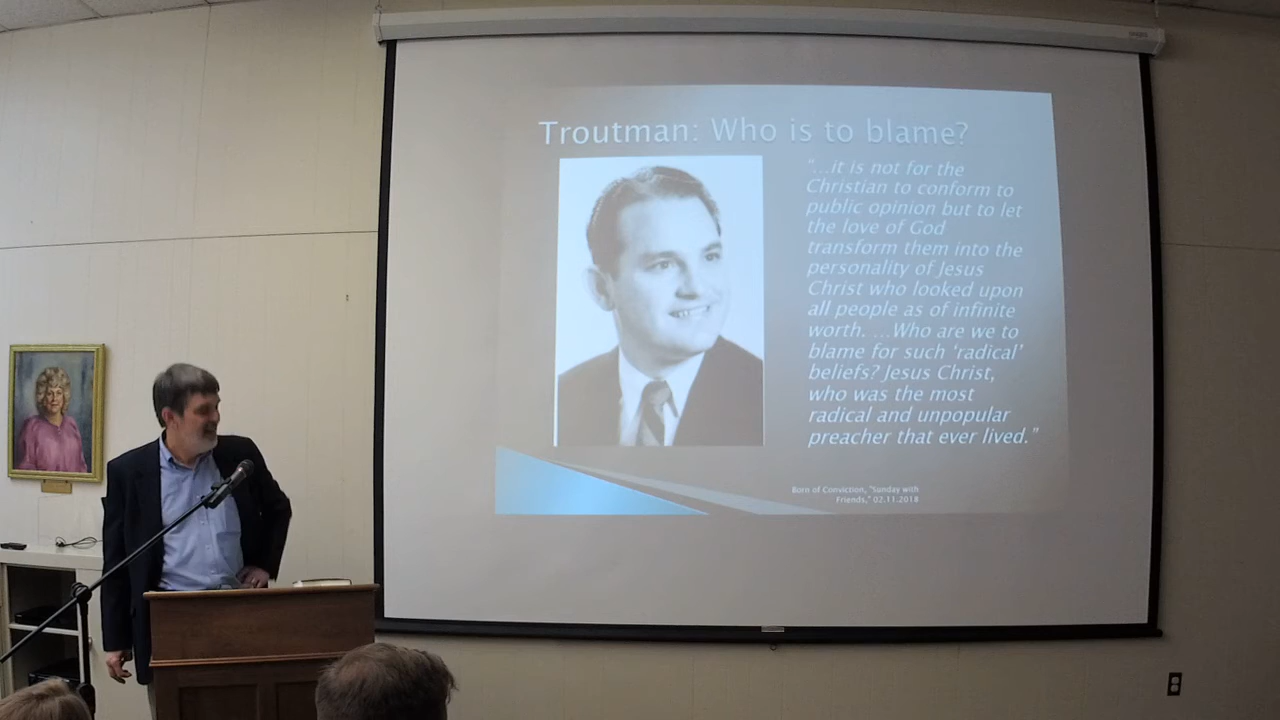 Troutman: Who is to blame?
"...it is not for the
Christian to conform to
public opinion but to let
the love of God
transform them into the
personality of Jesus
Christ who looked upon
all people as of infinite
worth. ...Who are we to
blame for such 'radical'
beliefs? Jesus Christ,
who was the most
radical and unpopular
preacher that ever lived."
Born of Conviction, "Sunday with
Friends," 02.11.2018